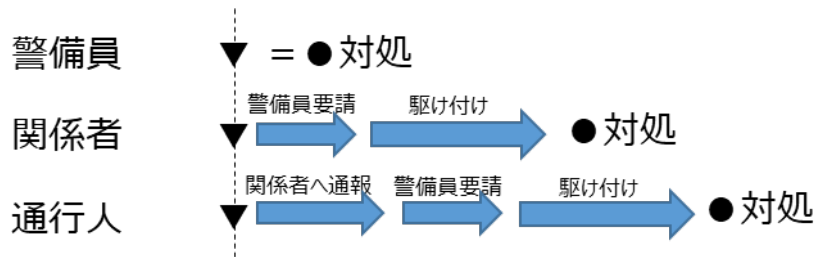 警備員 ▼ = ●対処
警備員要請 駆け付け
関係者 ▼ ●対処
関係者へ通報 警備員要請 駆け付け
通行人 ▼ ●対処